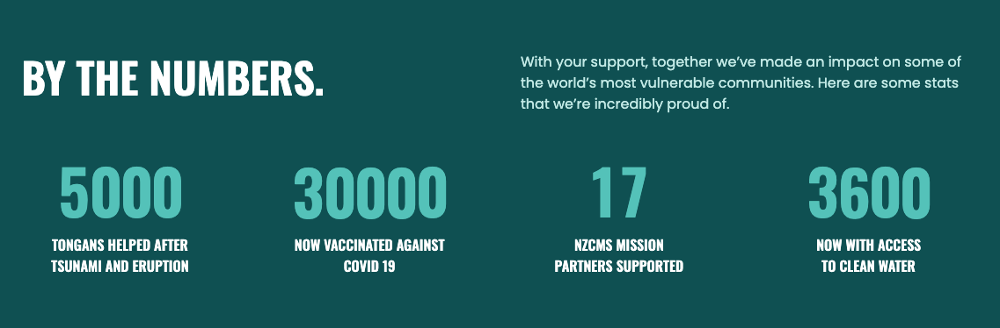 BY THE NUMBERS.
With your support, together we’ve made an impact on some of
the world’s most vulnerable communities. Here are some stats
that we’re incredibly proud of.
5000
TONGANS HELPED AFTER
TSUNAMI AND ERUPTION
30000
NOW VACCINATED AGAINST
COVID 19
17
NZCMS MISSION
PARTNERS SUPPORTED
3600
NOW WITH ACCESS
TO CLEAN WATER